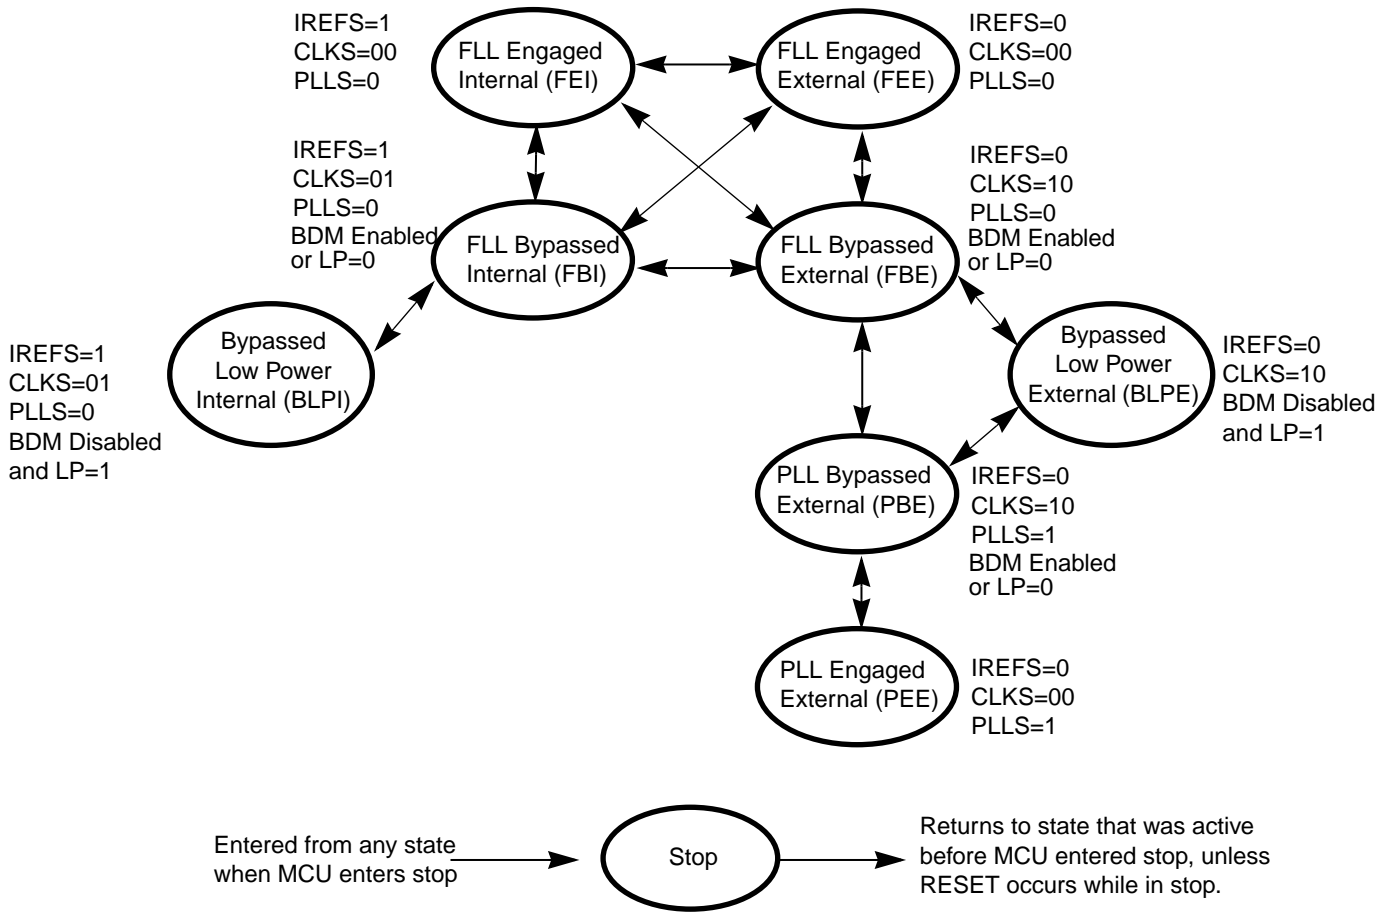 IREFS=1
CLKS=00
PLLS=0
FLL Engaged
Internal (FEI)
FLL Engaged
External (FEE)
IREFS=0
CLKS=00
PLLS=0
IREFS=1
CLKS=01
PLLS=0
BDM Enabled
or LP=0
FLL Bypassed
Internal (FBI)
FLL Bypassed
External (FBE)
IREFS=0
CLKS=10
PLLS=0
BDM Enabled
or LP=0
IREFS=1
CLKS=01
PLLS=0
BDM Disabled
and LP=1
Bypassed
Low Power
Internal (BLPI)
Bypassed
Low Power
External (BLPE)
IREFS=0
CLKS=10
BDM Disabled
and LP=1
PLL Bypassed
External (PBE)
IREFS=0
CLKS=10
PLLS=1
BDM Enabled
or LP=0
PLL Engaged
External (PEE)
IREFS=0
CLKS=00
PLLS=1
Entered from any state
when MCU enters stop
Stop
Returns to state that was active
before MCU entered stop, unless
RESET occurs while in stop.